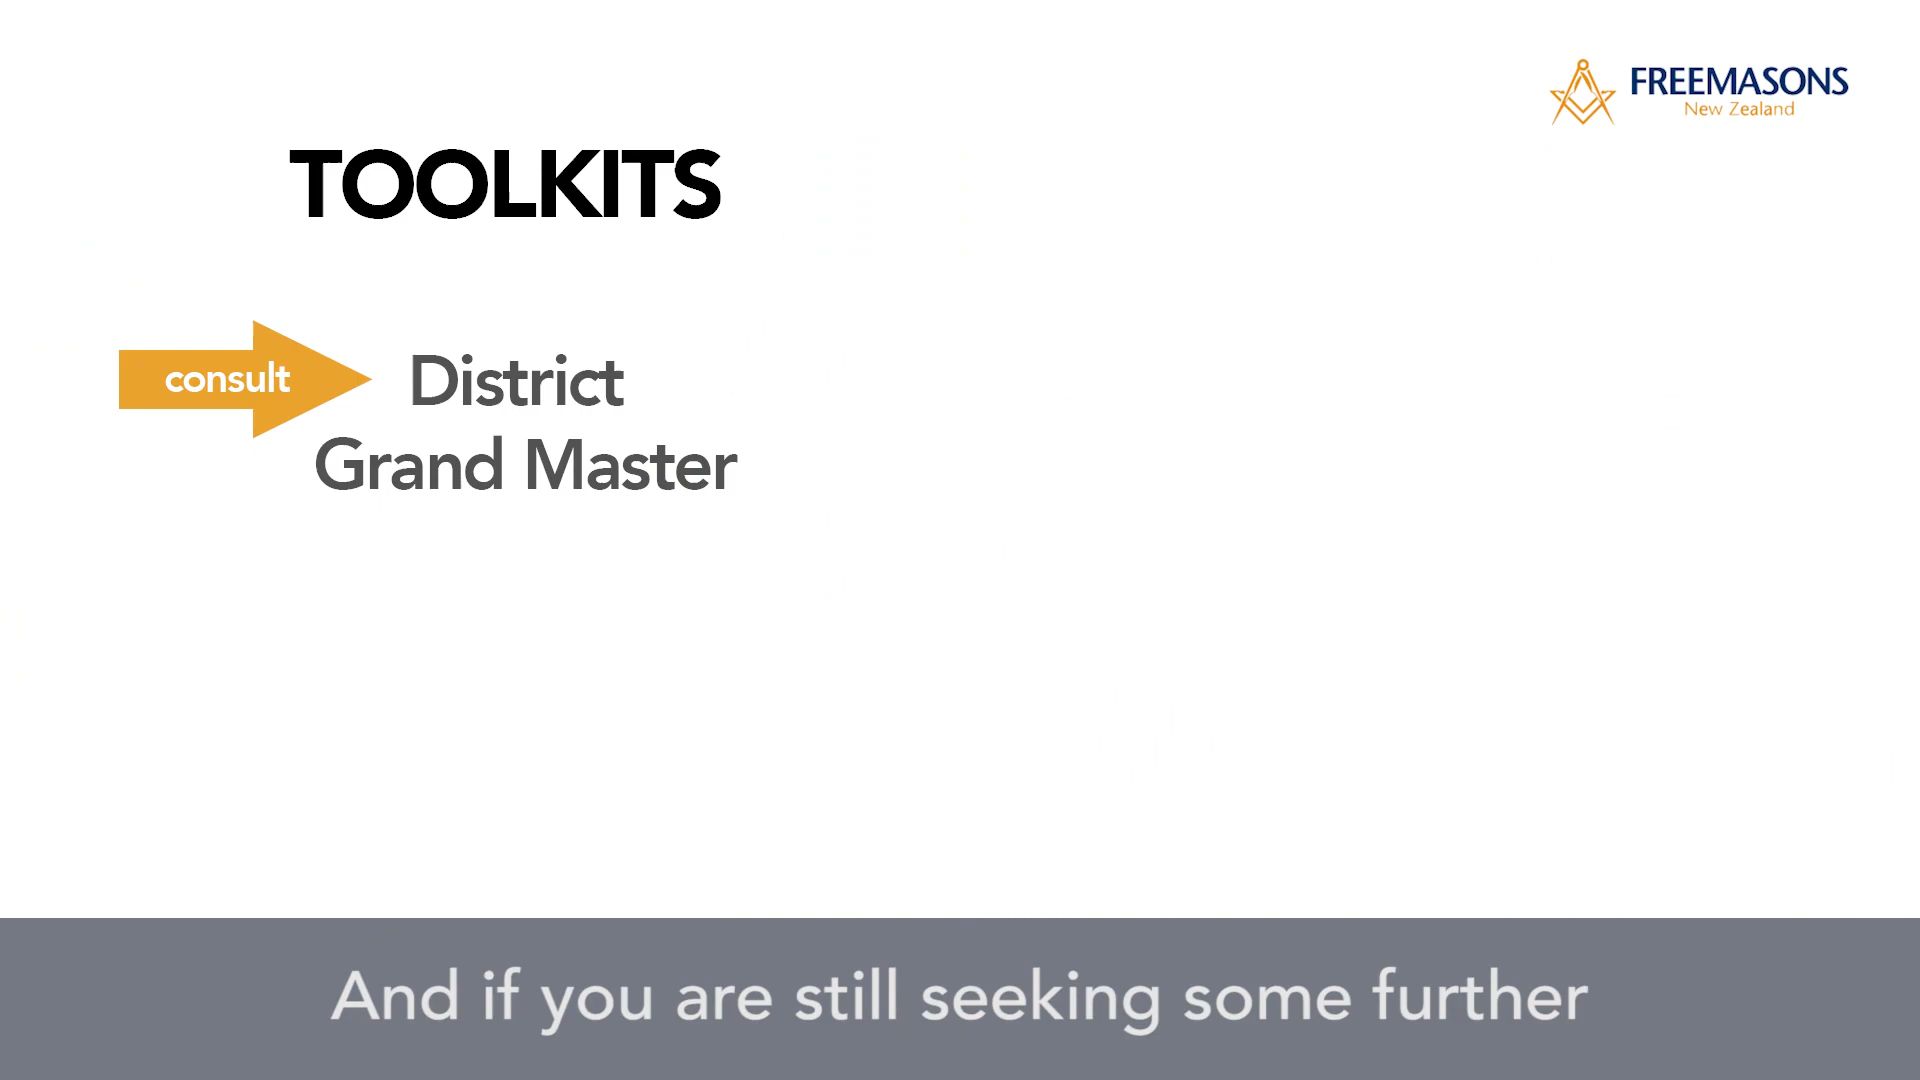 FREEMASONS
New Zealand
TOOLKITS
consult
District
Grand Master
And if you are still seeking some further